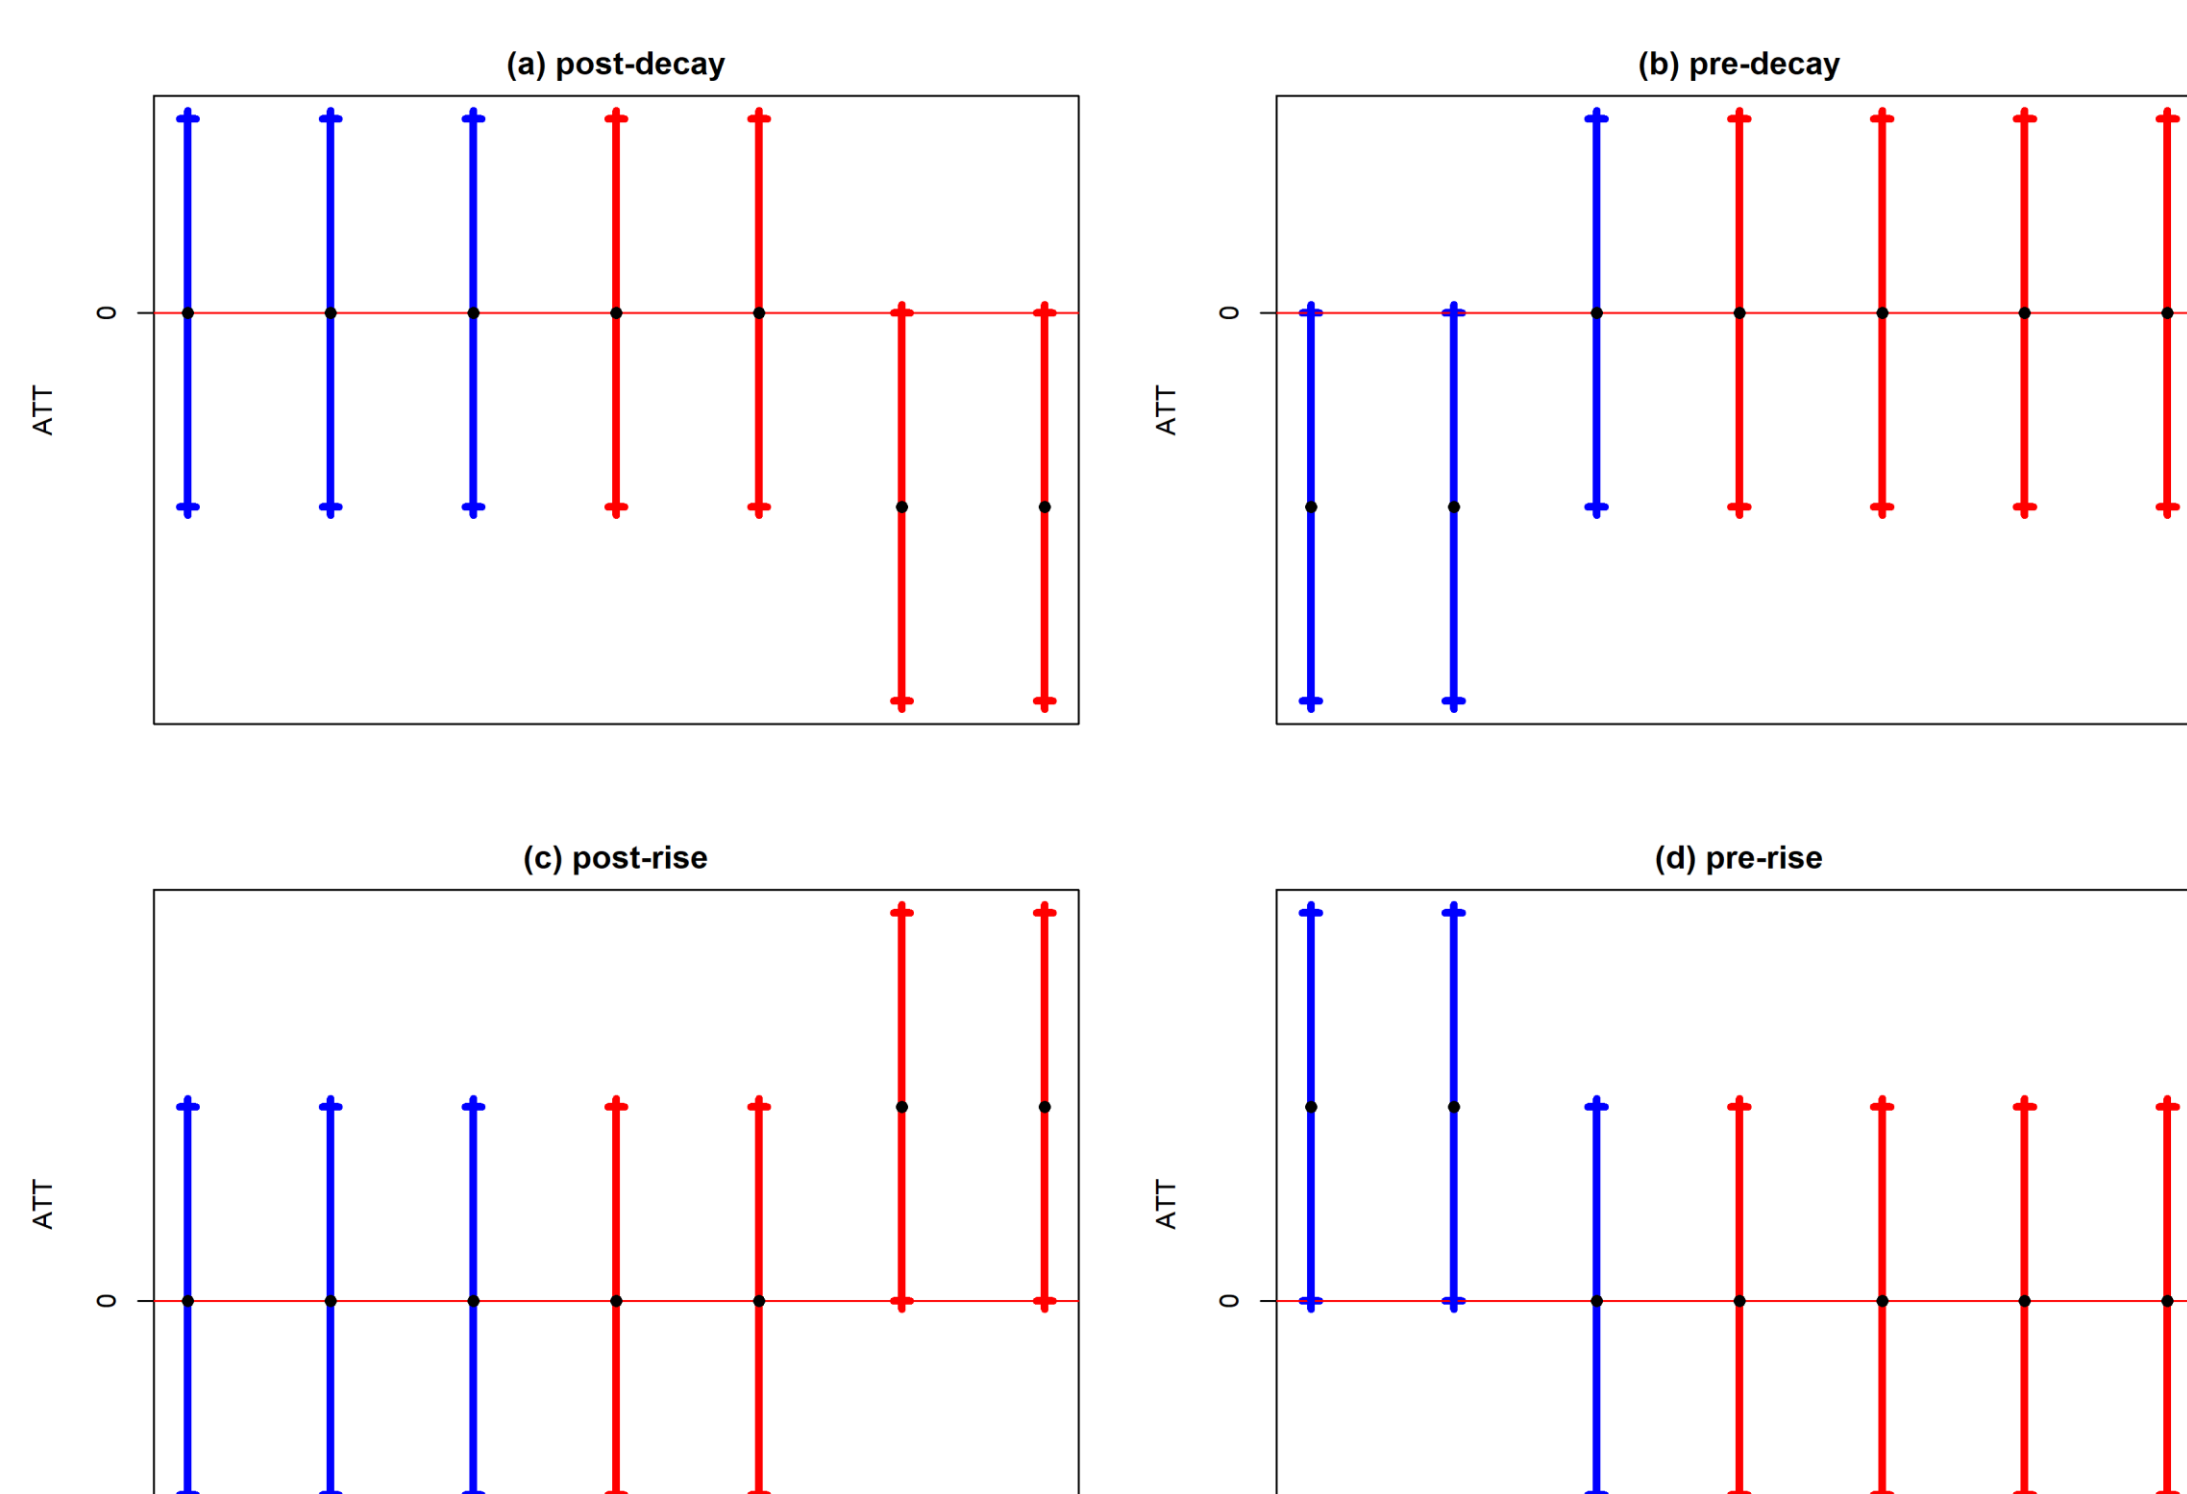 (a) post-decay
0
ATT
(b) pre-decay
0
ATT
(c) post-rise
ATT
0
(d) pre-rise
ATT
0